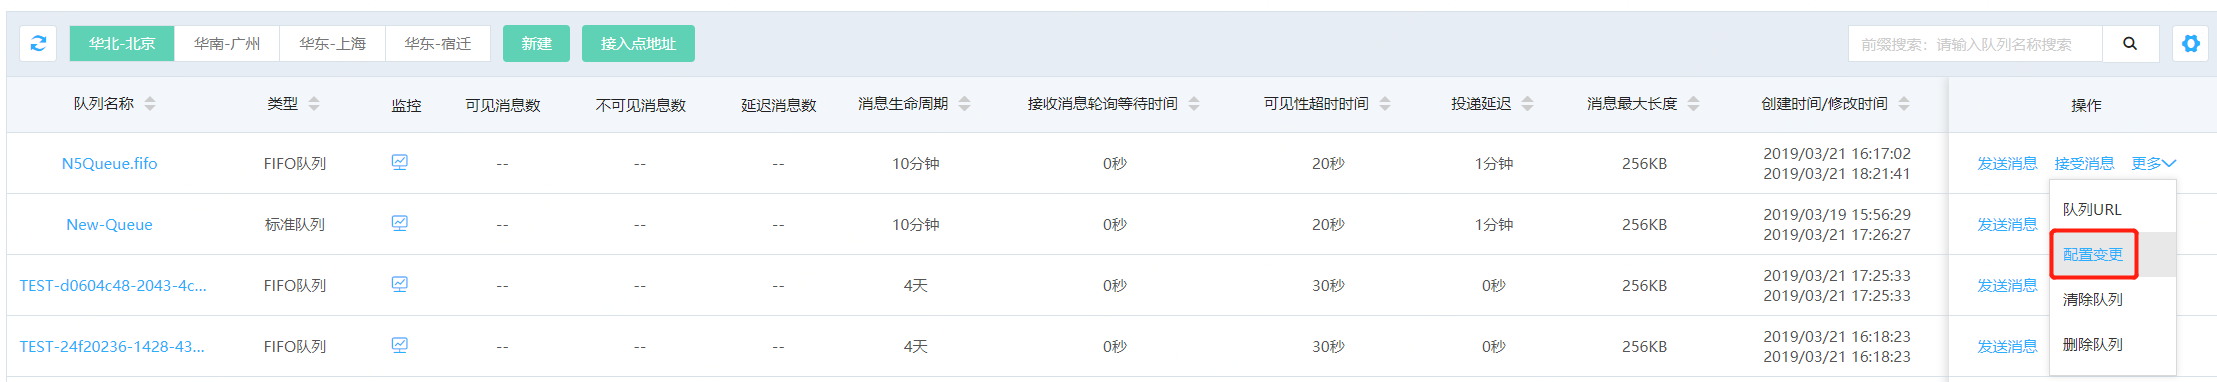 华北-北京 华南-广州 华东-上海 华东-宿迁 新建 接入点地址 前缀搜索：请输入队列名称搜索
队列名称 类型 监控 可见消息数 不可见消息数 延迟消息数 消息生命周期 接收消息轮询等待时间 可见性超时时间 投递延迟 消息最大长度 创建时间/修改时间 操作
N5Queue.fifo FIFO队列 -- -- -- 10分钟 0秒 20秒 1分钟 256KB 2019/03/21 16:17:02 发送消息 接受消息 更多
2019/03/21 18:21:41
队列URL
New-Queue 标准队列 -- -- -- 10分钟 0秒 20秒 1分钟 256KB 2019/03/19 15:56:29 发送消息
2019/03/21 17:26:27
配置变更
TEST-d0604c48-2043-4c... FIFO队列 -- -- -- 4天 0秒 30秒 0秒 256KB 2019/03/21 17:25:33 发送消息
2019/03/21 17:25:33
清除队列
TEST-24f20236-1428-43... FIFO队列 -- -- -- 4天 0秒 30秒 0秒 256KB 2019/03/21 16:18:23 发送消息
2019/03/21 16:18:23
删除队列